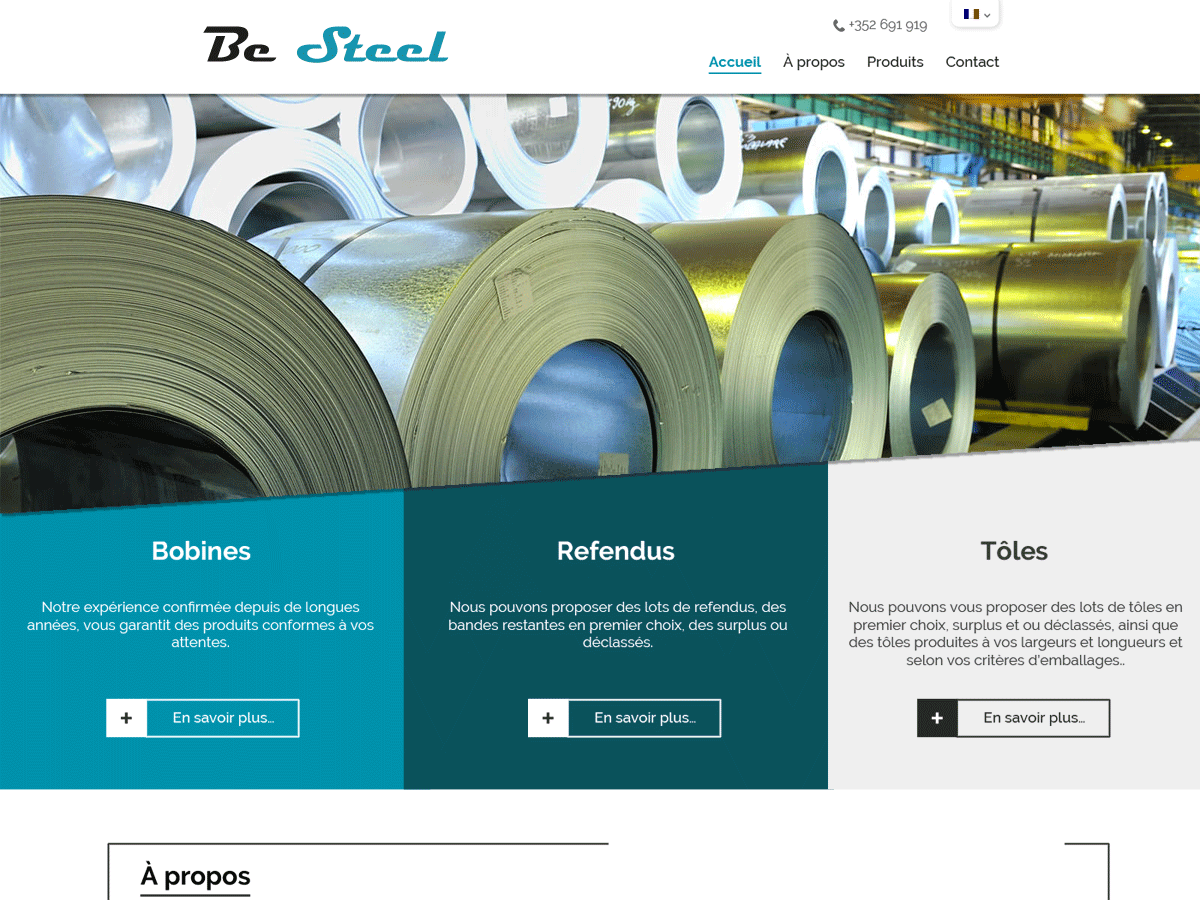 Be Steel
+352 691 919
Accueil
À propos
Produits
Contact
Bobines
Notre expérience confirmée depuis de longues
années, vous garantit des produits conformes à vos
attentes.
+ En savoir plus...
Refendus
Nous pouvons proposer des lots de refendus, des
bandes restantes en premier choix, des surplus ou
déclassés.
+ En savoir plus...
Tôles
Nous pouvons vous proposer des lots de tôles en
premier choix, surplus et ou déclassés, ainsi que
des tôles produites à vos largeurs et longueurs et
selon vos critères d'emballages..
+ En savoir plus...
À propos